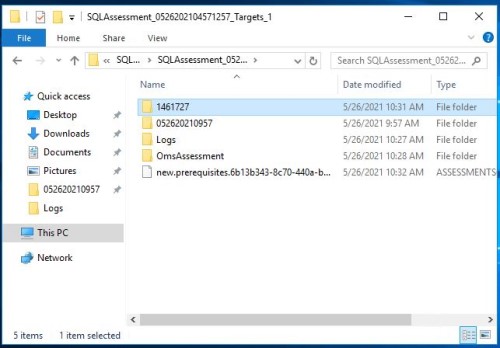 SQLAssessment_0526202104571257_Targets_1
File Home Share View
« SQL... > SQLAssessment_052... > Search SQLAssessment_05262...
Name Date modified Type
Quick access
Desktop
Downloads
Documents
Pictures
052620210957
Logs
This PC
Network
1461727 5/26/2021 10:31 AM File folder
052620210957 5/26/2021 9:57 AM File folder
Logs 5/26/2021 10:27 AM File folder
OmsAssessment 5/26/2021 10:28 AM File folder
new.prerequisites.6b13b343-8c70-440a-b... 5/26/2021 10:32 AM ASSESSMENTS
5 items 1 item selected